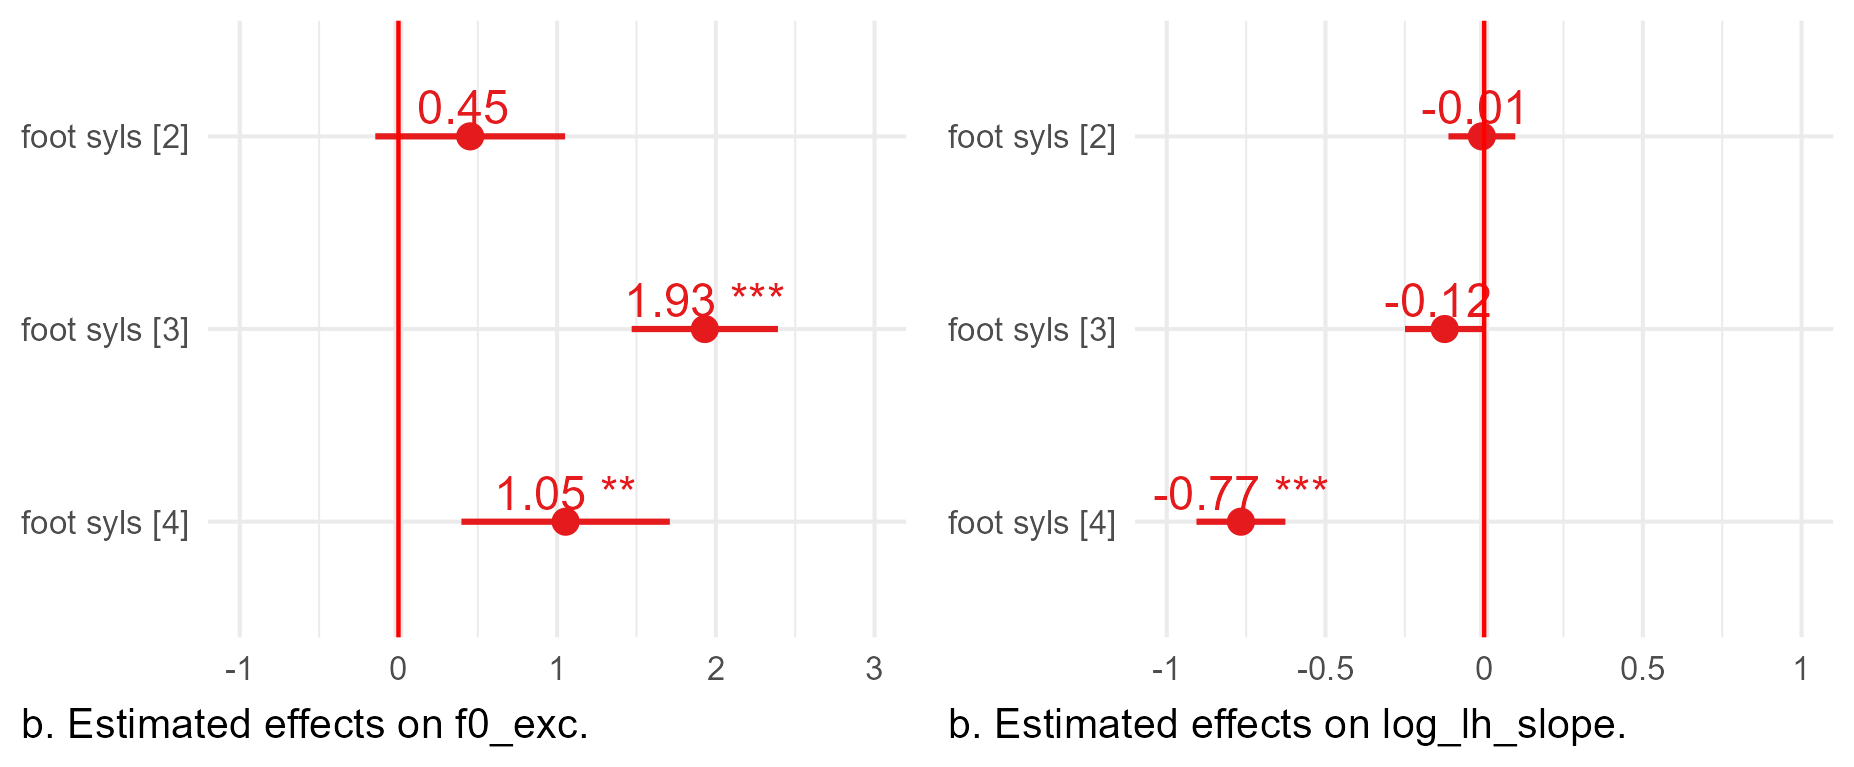 0.45
foot syls [2]
1.93 ***
foot syls [3]
1.05 **
foot syls [4]
-1 0 1 2 3
b. Estimated effects on f0_exc.
-0.01
foot syls [2]
-0.12
foot syls [3]
-0.77 ***
foot syls [4]
-1 -0.5 0 0.5 1
b. Estimated effects on log_lh_slope.